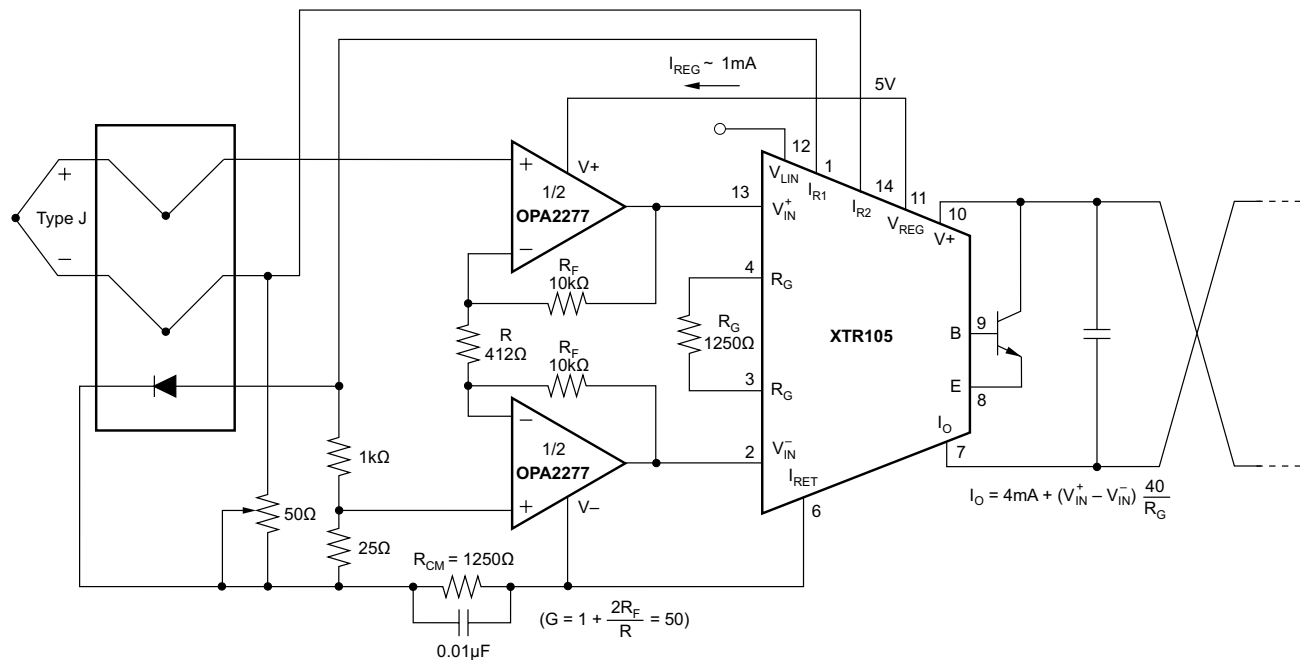 I_REG ~ 1mA
5V
+
Type J
−
+
1/2
OPA2277
−
V+
R_F
10kΩ
R
412Ω
R_F
10kΩ
−
1/2
OPA2277
+
V–
1kΩ
25Ω
50Ω
R_CM = 1250Ω
0.01µF
(G = 1 + 2R_F/R = 50)
12
1
14
11
10
V_LIN
I_R1
I_R2
V_REG
V+
13
V_IN^+
4
R_G
R_G
1250Ω
3
R_G
2
V_IN^−
I_RET
6
XTR105
B
9
E
8
I_O
7
I_O = 4mA + (V_IN^+ – V_IN^−) 40/R_G